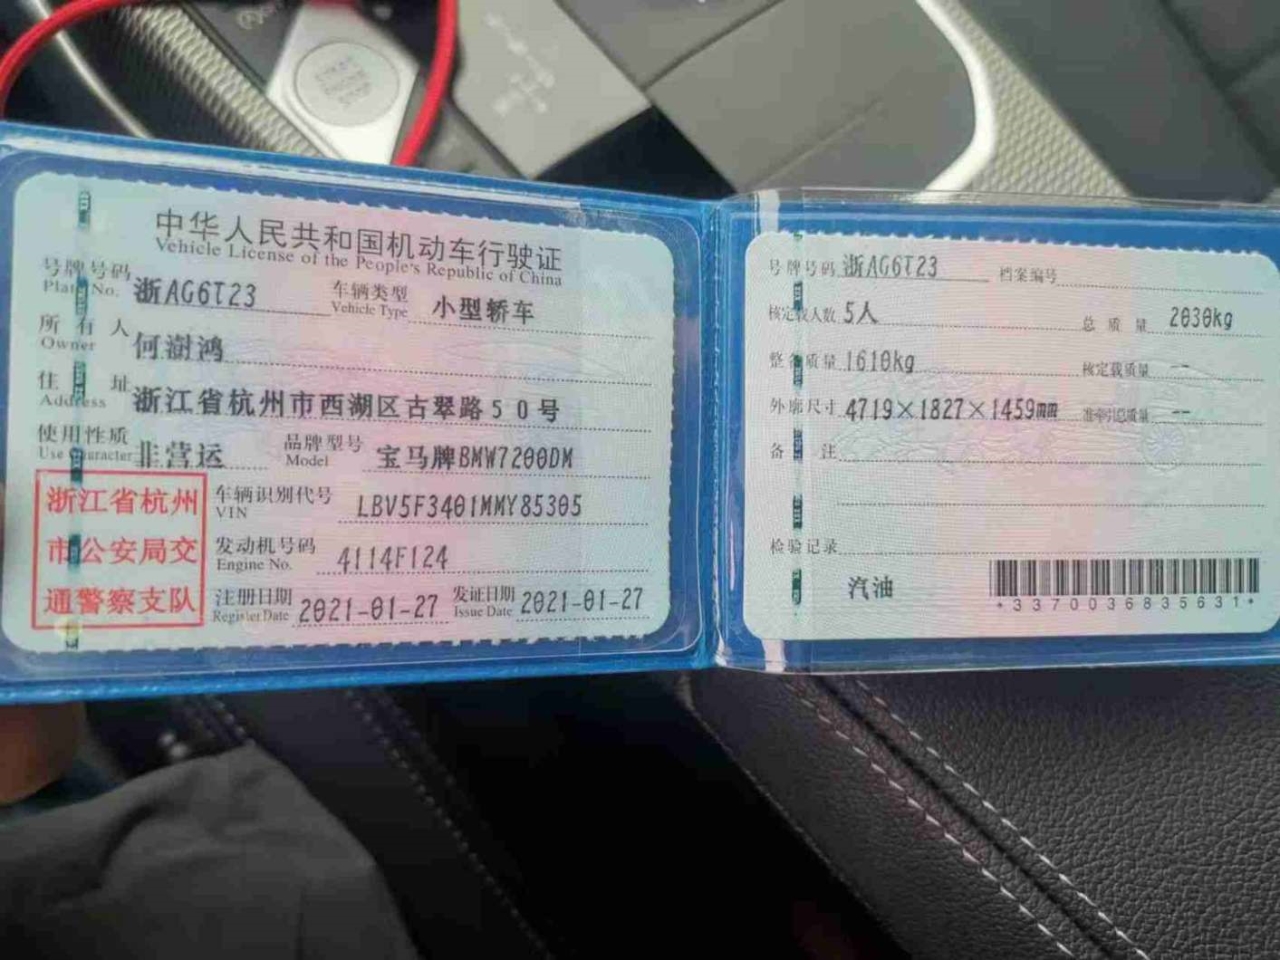 中华人民共和国机动车行驶证
Vehicle License of the People's Republic of China
号牌号码 浙AG6T23 车辆类型 小型轿车
Plate No. Vehicle Type
所有人 何澍鸿
Owner
住址 浙江省杭州市西湖区古翠路50号
Address
使用性质 非营运 品牌型号 宝马牌BMW7200DM
Use Character Model
浙江省杭州
市公安局交
通警察支队
车辆识别代号 LBV5F3401MMY85305
VIN
发动机号码 4114F124
Engine No.
注册日期 2021-01-27 发证日期 2021-01-27
Register Date Issue Date
号牌号码 浙AG6T23 档案编号
核定载人数 5人 总质量 2030kg
整备质量 1610kg 核定载质量 --
外廓尺寸 4719×1827×1459mm 准牵引总质量 --
备注
检验记录
汽油
*3370036835631*